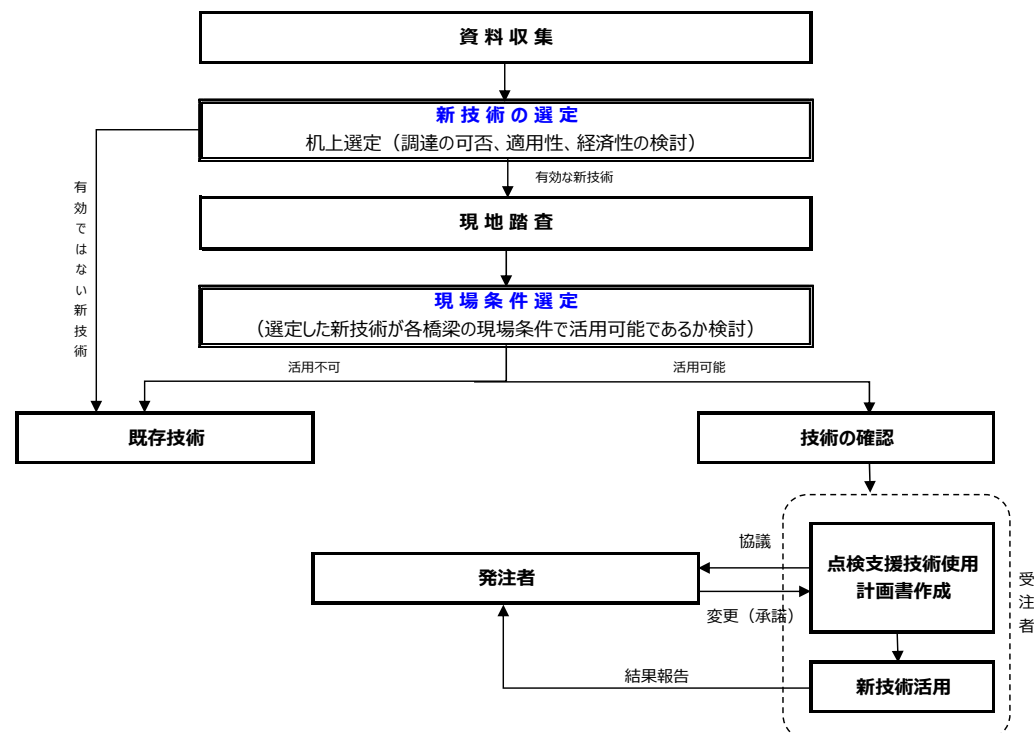 資料収集
新技術の選定
机上選定（調達の可否、適用性、経済性の検討）
有効な新技術
有効ではない新技術
現地踏査
現場条件選定
（選定した新技術が各橋梁の現場条件で活用可能であるか検討）
活用不可
活用可能
既存技術
技術の確認
協議
点検支援技術使用
計画書作成
発注者
変更（承諾）
受注者
結果報告
新技術活用